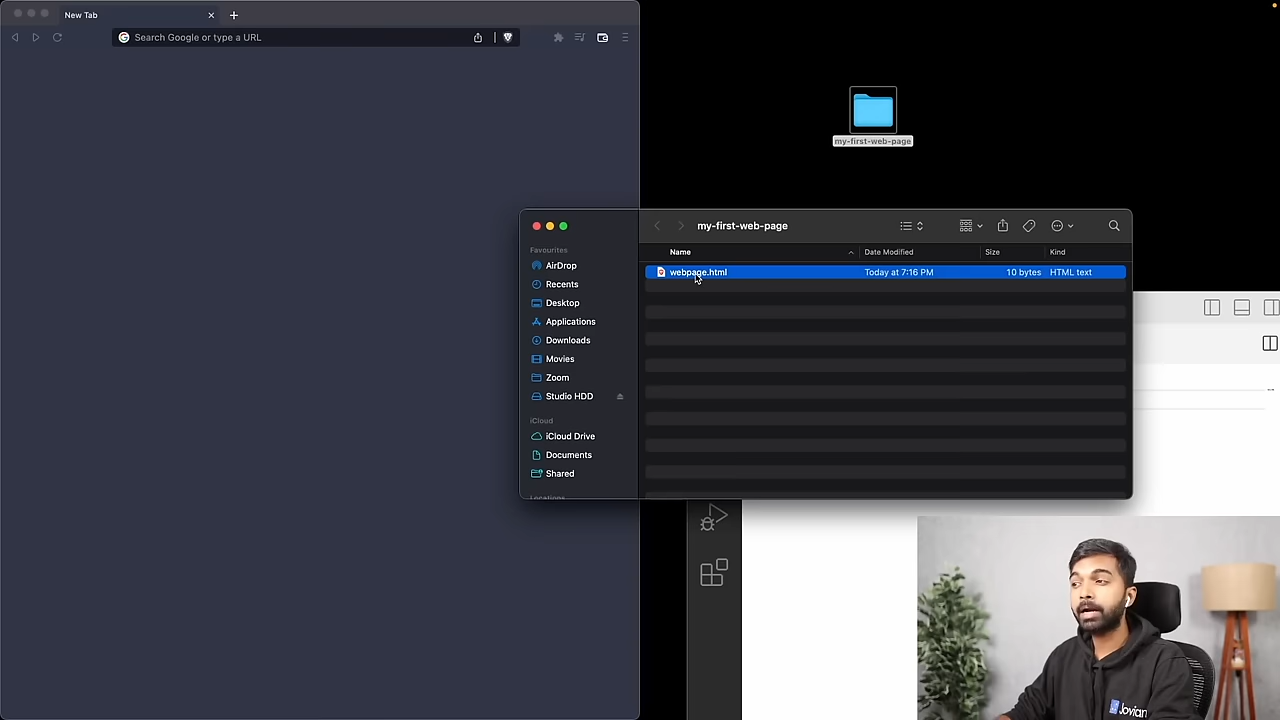 New Tab
Search Google or type a URL
my-first-web-page
my-first-web-page
Favourites
AirDrop
Recents
Desktop
Applications
Downloads
Movies
Zoom
Studio HDD
iCloud
iCloud Drive
Documents
Shared
Locations
Name
Date Modified
Size
Kind
webpage.html
Today at 7:16 PM
10 bytes
HTML text
Jovian